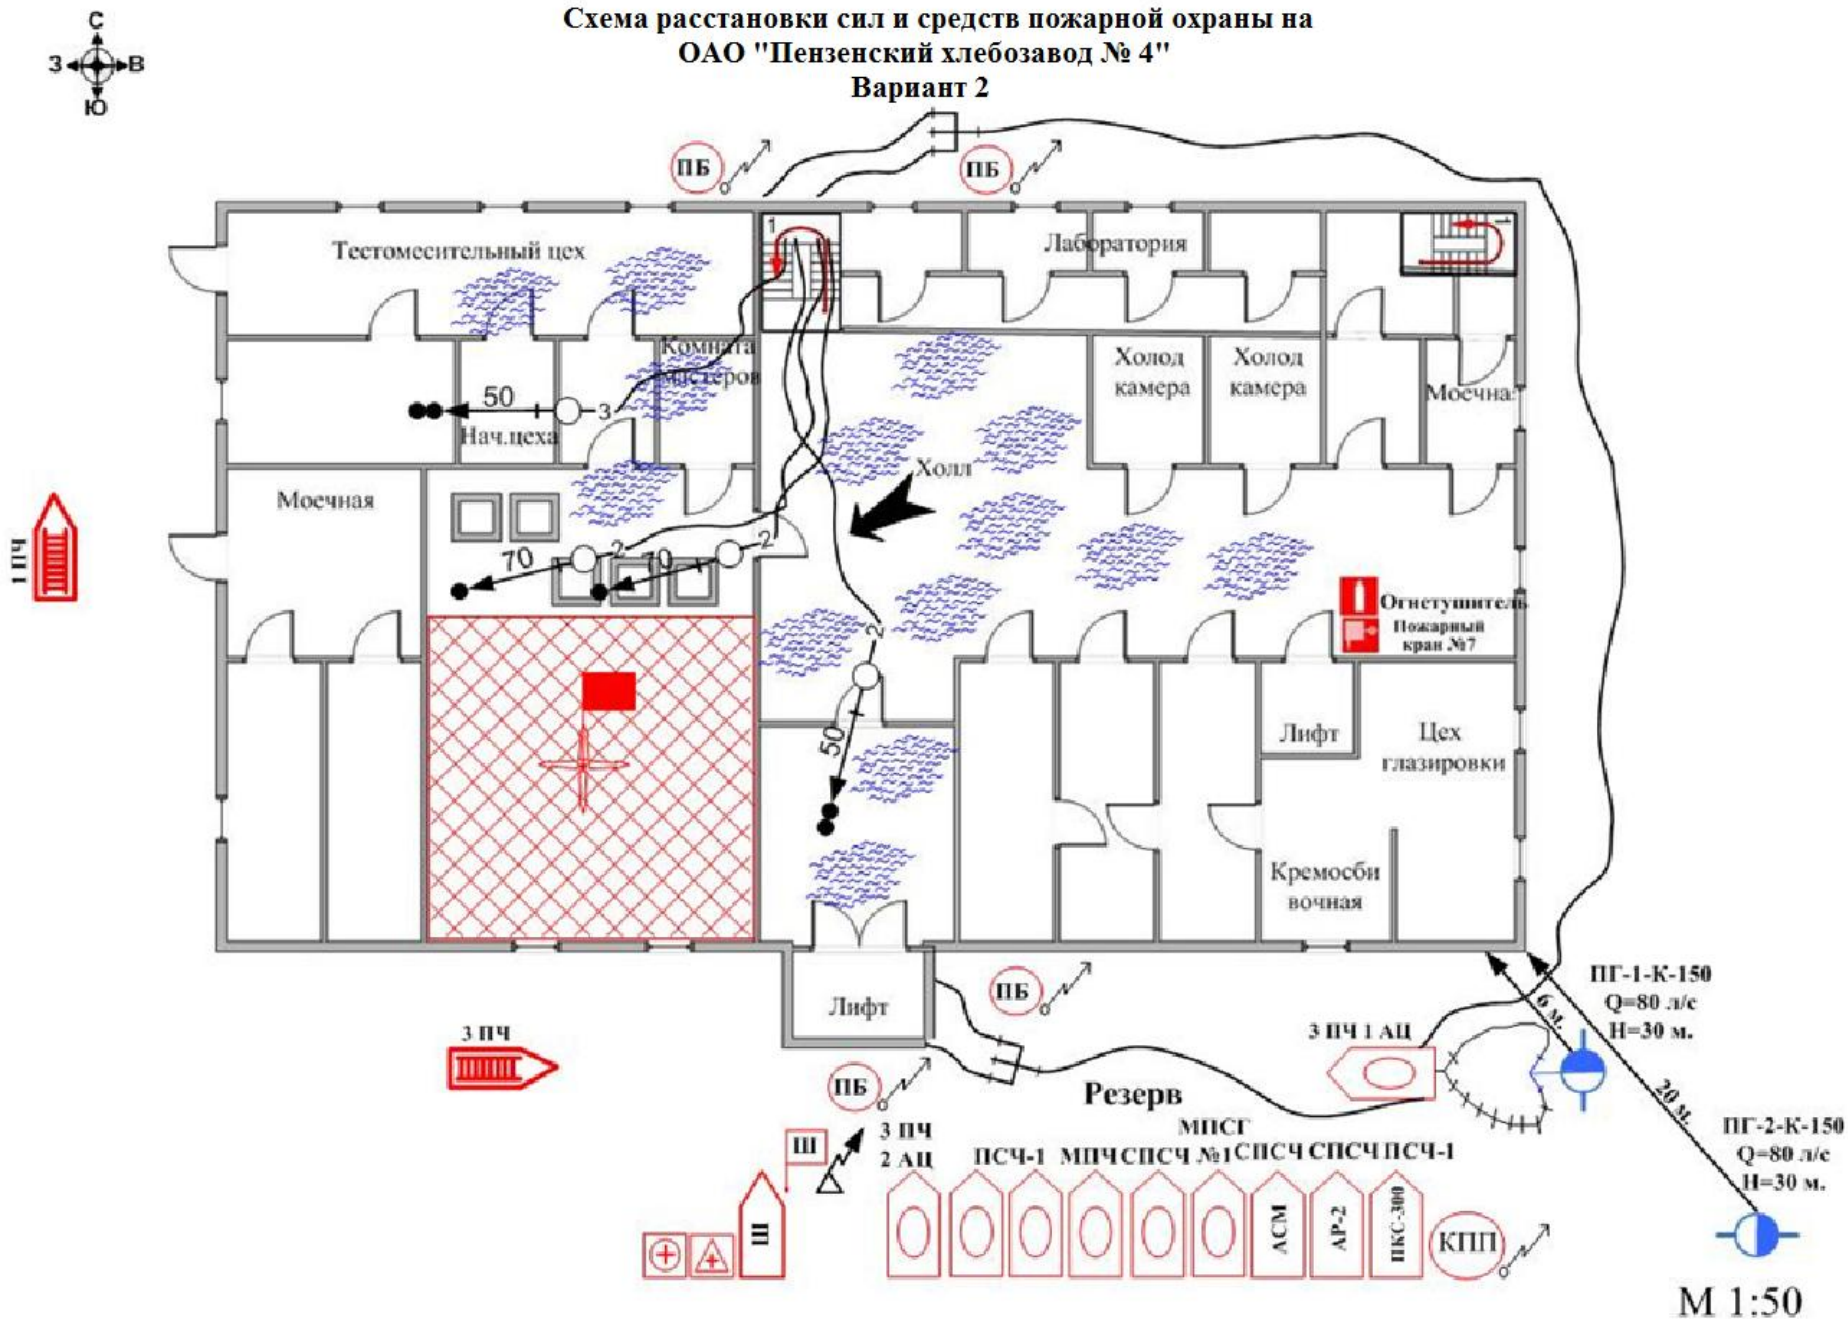 Схема расстановки сил и средств пожарной охраны на
ОАО "Пензенский хлебозавод № 4"
Вариант 2
С
З
В
Ю
ПБ
ПБ
Тестомесительный цех
1
Лаборатория
1
Комната
мастеров
Холод
камера
Холод
камера
Моечна
50
3
Нач.цеха
Холл
Моечная
1 ПЧ
70
2
70
2
Огнетушитель
Пожарный
кран №7
2
50
Лифт
Цех
глазировки
Кремосби
вочная
Лифт
ПБ
ПГ-1-К-150
Q=80 л/с
H=30 м.
6 м.
3 ПЧ
3 ПЧ 1 АЦ
ПБ
Резерв
20 м.
ПГ-2-К-150
Q=80 л/с
H=30 м.
Ш
3 ПЧ
2 АЦ
МПСГ
ПСЧ-1 МПЧ СПСЧ №1 СПСЧ СПСЧ ПСЧ-1
Ш
АСМ
АР-2
ПКС-300
КПП
М 1:50